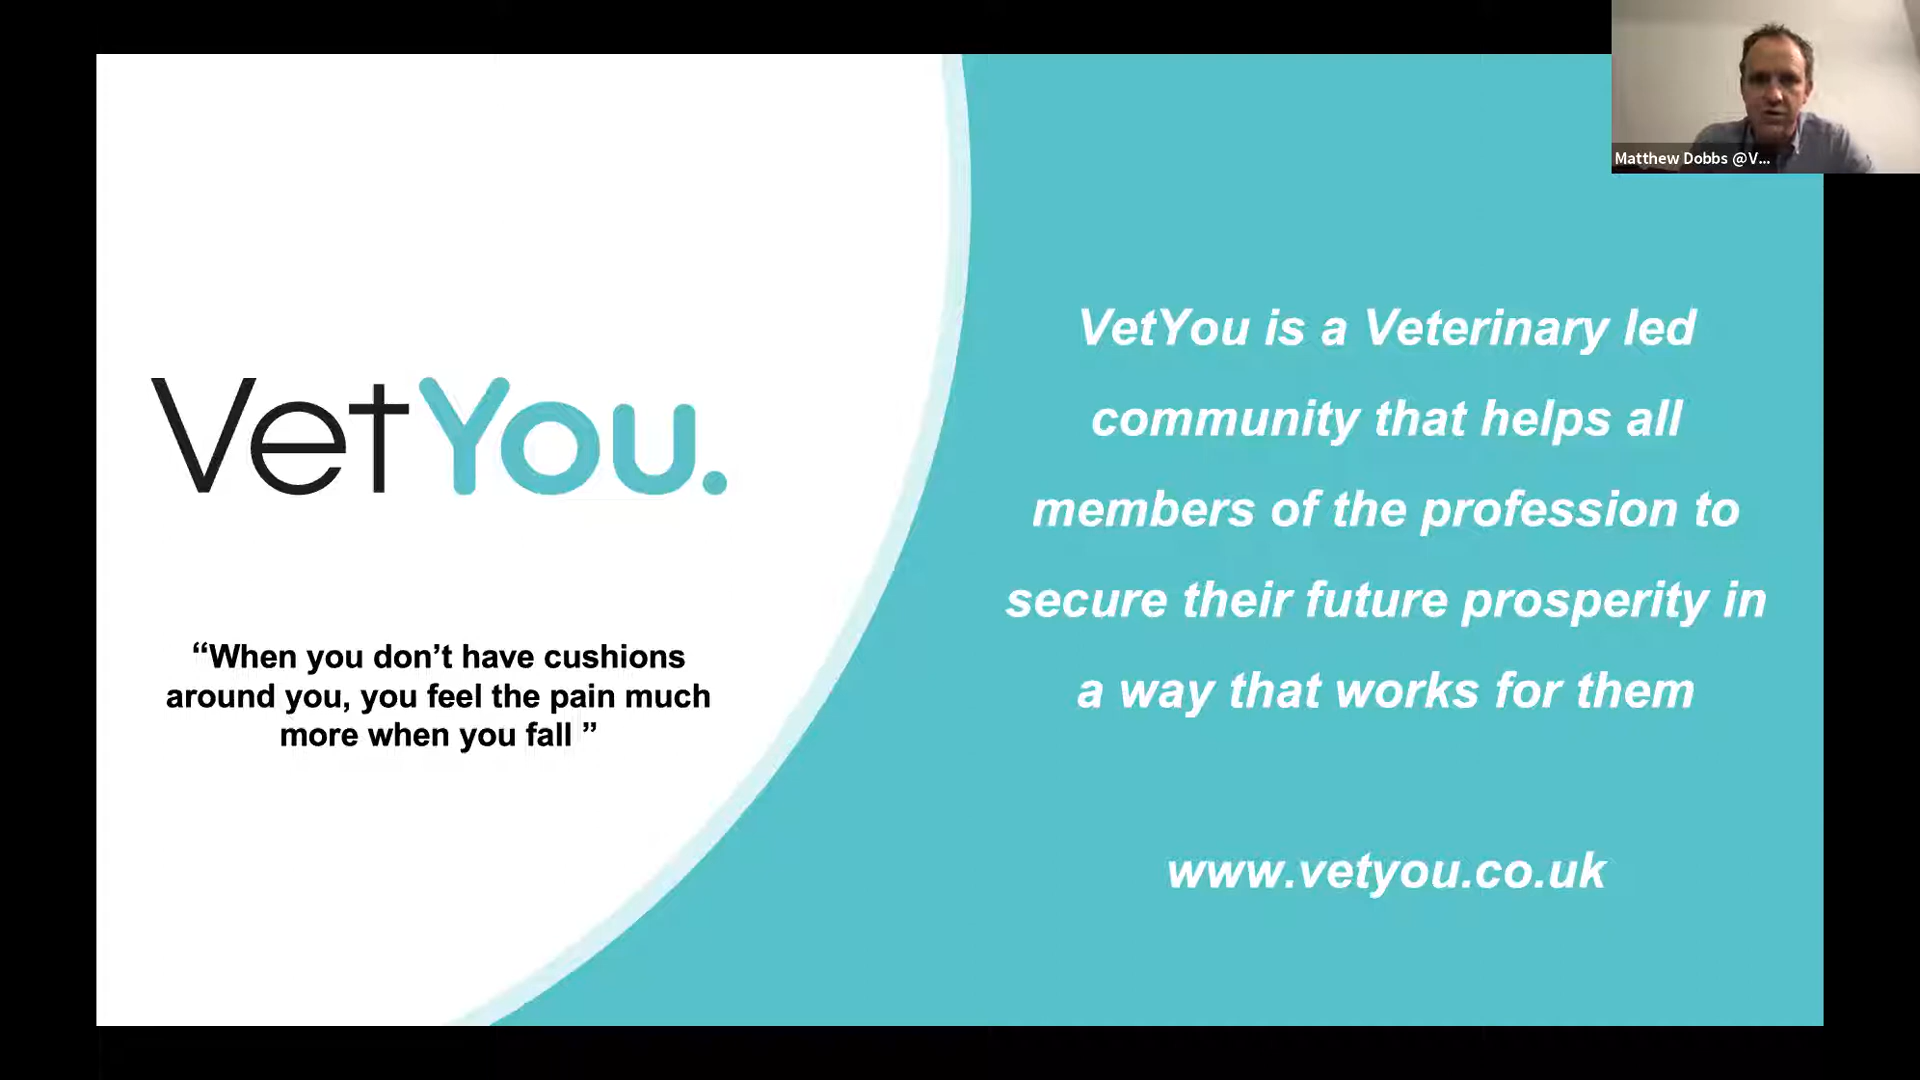 Matthew Dobbs @V...
VetYou.
“When you don’t have cushions
around you, you feel the pain much
more when you fall ”
VetYou is a Veterinary led
community that helps all
members of the profession to
secure their future prosperity in
a way that works for them
www.vetyou.co.uk